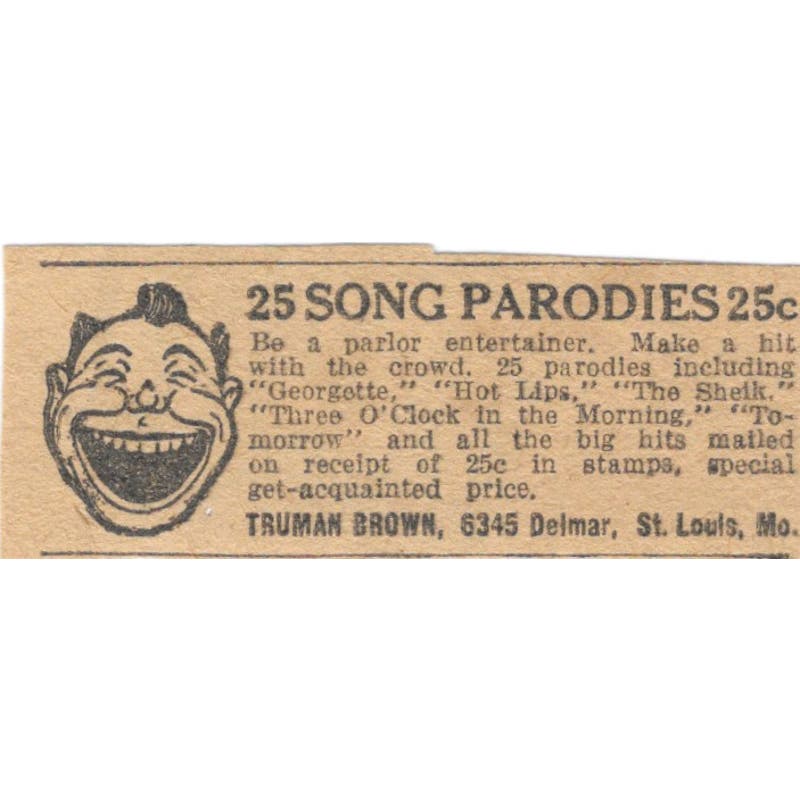 25 SONG PARODIES 25c
Be a parlor entertainer. Make a hit
with the crowd. 25 parodies including
"Georgette," "Hot Lips," "The Sheik,"
"Three O'Clock in the Morning," "To-
morrow" and all the big hits mailed
on receipt of 25c in stamps, special
get-acquainted price.
TRUMAN BROWN, 6345 Delmar, St. Louis, Mo.